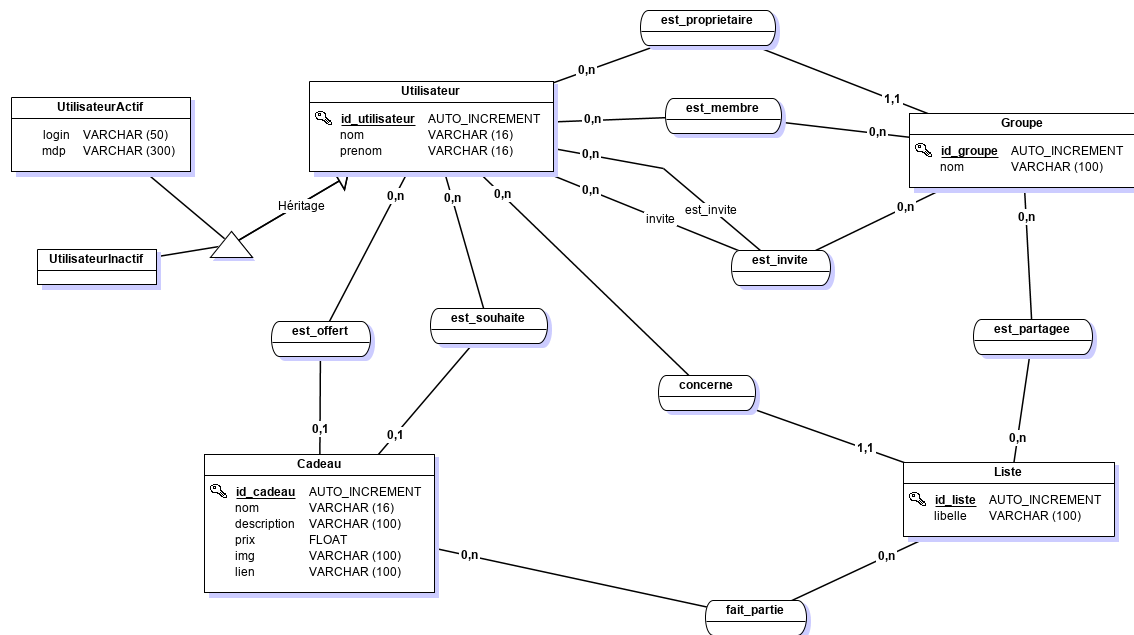 est_proprietaire
0,n
1,1
Utilisateur
id_utilisateur AUTO_INCREMENT
nom VARCHAR (16)
prenom VARCHAR (16)
UtilisateurActif
login VARCHAR (50)
mdp VARCHAR (300)
est_membre
0,n
0,n
Groupe
id_groupe AUTO_INCREMENT
nom VARCHAR (100)
0,n
0,n
invite
est_invite
0,n
est_invite
Héritage
UtilisateurInactif
0,n
0,n
0,n
0,n
est_offert
est_souhaite
est_partagee
concerne
0,1
0,1
1,1
0,n
Cadeau
id_cadeau AUTO_INCREMENT
nom VARCHAR (16)
description VARCHAR (100)
prix FLOAT
img VARCHAR (100)
lien VARCHAR (100)
Liste
id_liste AUTO_INCREMENT
libelle VARCHAR (100)
0,n
0,n
fait_partie